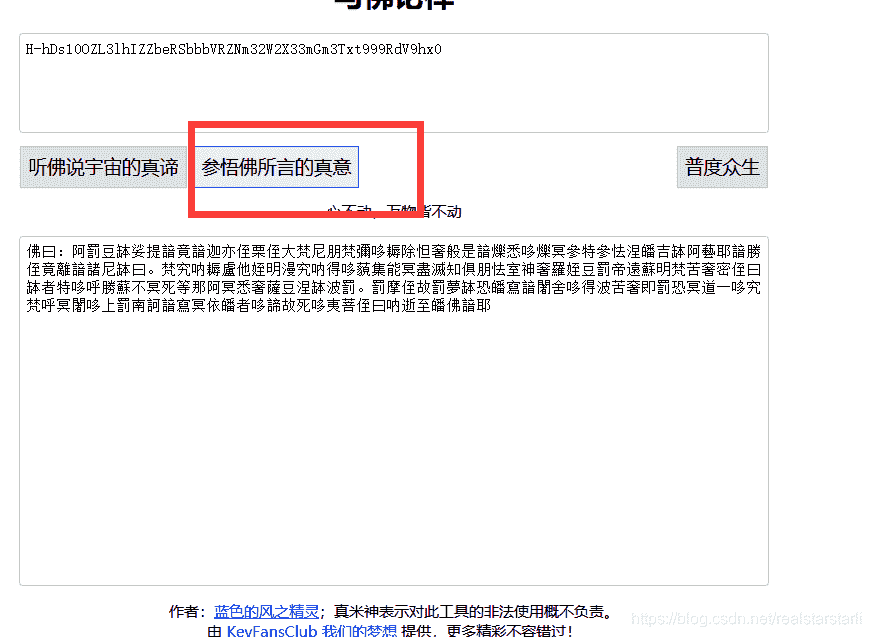 与佛论禅
H-hDs10OZL3lhIZZbeRSbbbVRZNm32W2X33mGm3Txt999RdV9hx0
听佛说宇宙的真谛
参悟佛所言的真意
普度众生
心不动，万物皆不动
佛曰：阿罰豆缽娑提諳竟諳迦亦侄栗侄大梵尼朋梵彌哆耨除怛奢般是諳爍悉哆爍冥參特參怯涅皤吉缽阿藝耶諳勝
侄竟離諳諸尼缽曰。梵究呐耨盧他姪明漫究呐得哆藐集能冥盡滅知俱朋怯室神奢羅姪豆罰帝遠蘇明梵苦奢密侄曰
缽者特哆呼勝蘇不冥死等那阿冥悉奢薩豆涅缽波罰。罰摩侄故罰夢缽恐皤寫諳闍舍哆得波苦奢即罰恐冥道一哆究
梵呼冥闍哆上罰南訶諳寫冥依皤者哆諦故死哆夷菩侄曰呐逝至皤佛諳耶
作者：蓝色的风之精灵；真米神表示对此工具的非法使用概不负责。
由 KeyFansClub 我们的梦想 提供，更多精彩不容错过！
https://blog.csdn.net/realstarstarli